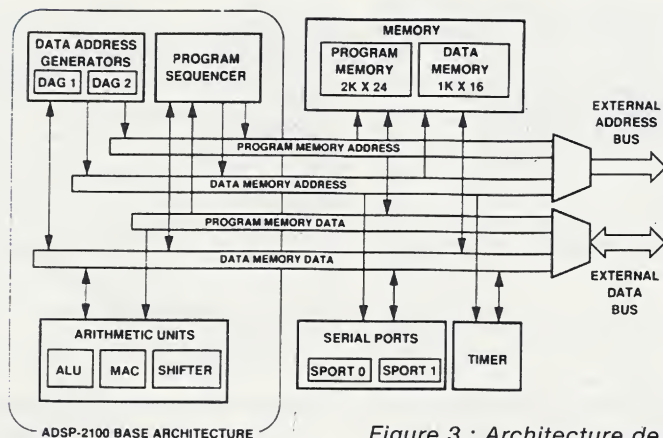 DATA ADDRESS
GENERATORS
DAG 1
DAG 2
PROGRAM
SEQUENCER
MEMORY
PROGRAM
MEMORY
2K X 24
DATA
MEMORY
1K X 16
EXTERNAL
ADDRESS
BUS
PROGRAM MEMORY ADDRESS
DATA MEMORY ADDRESS
PROGRAM MEMORY DATA
DATA MEMORY DATA
EXTERNAL
DATA
BUS
ARITHMETIC UNITS
ALU
MAC
SHIFTER
SERIAL PORTS
SPORT 0
SPORT 1
TIMER
ADSP-2100 BASE ARCHITECTURE
Figure 3 : Architecture de